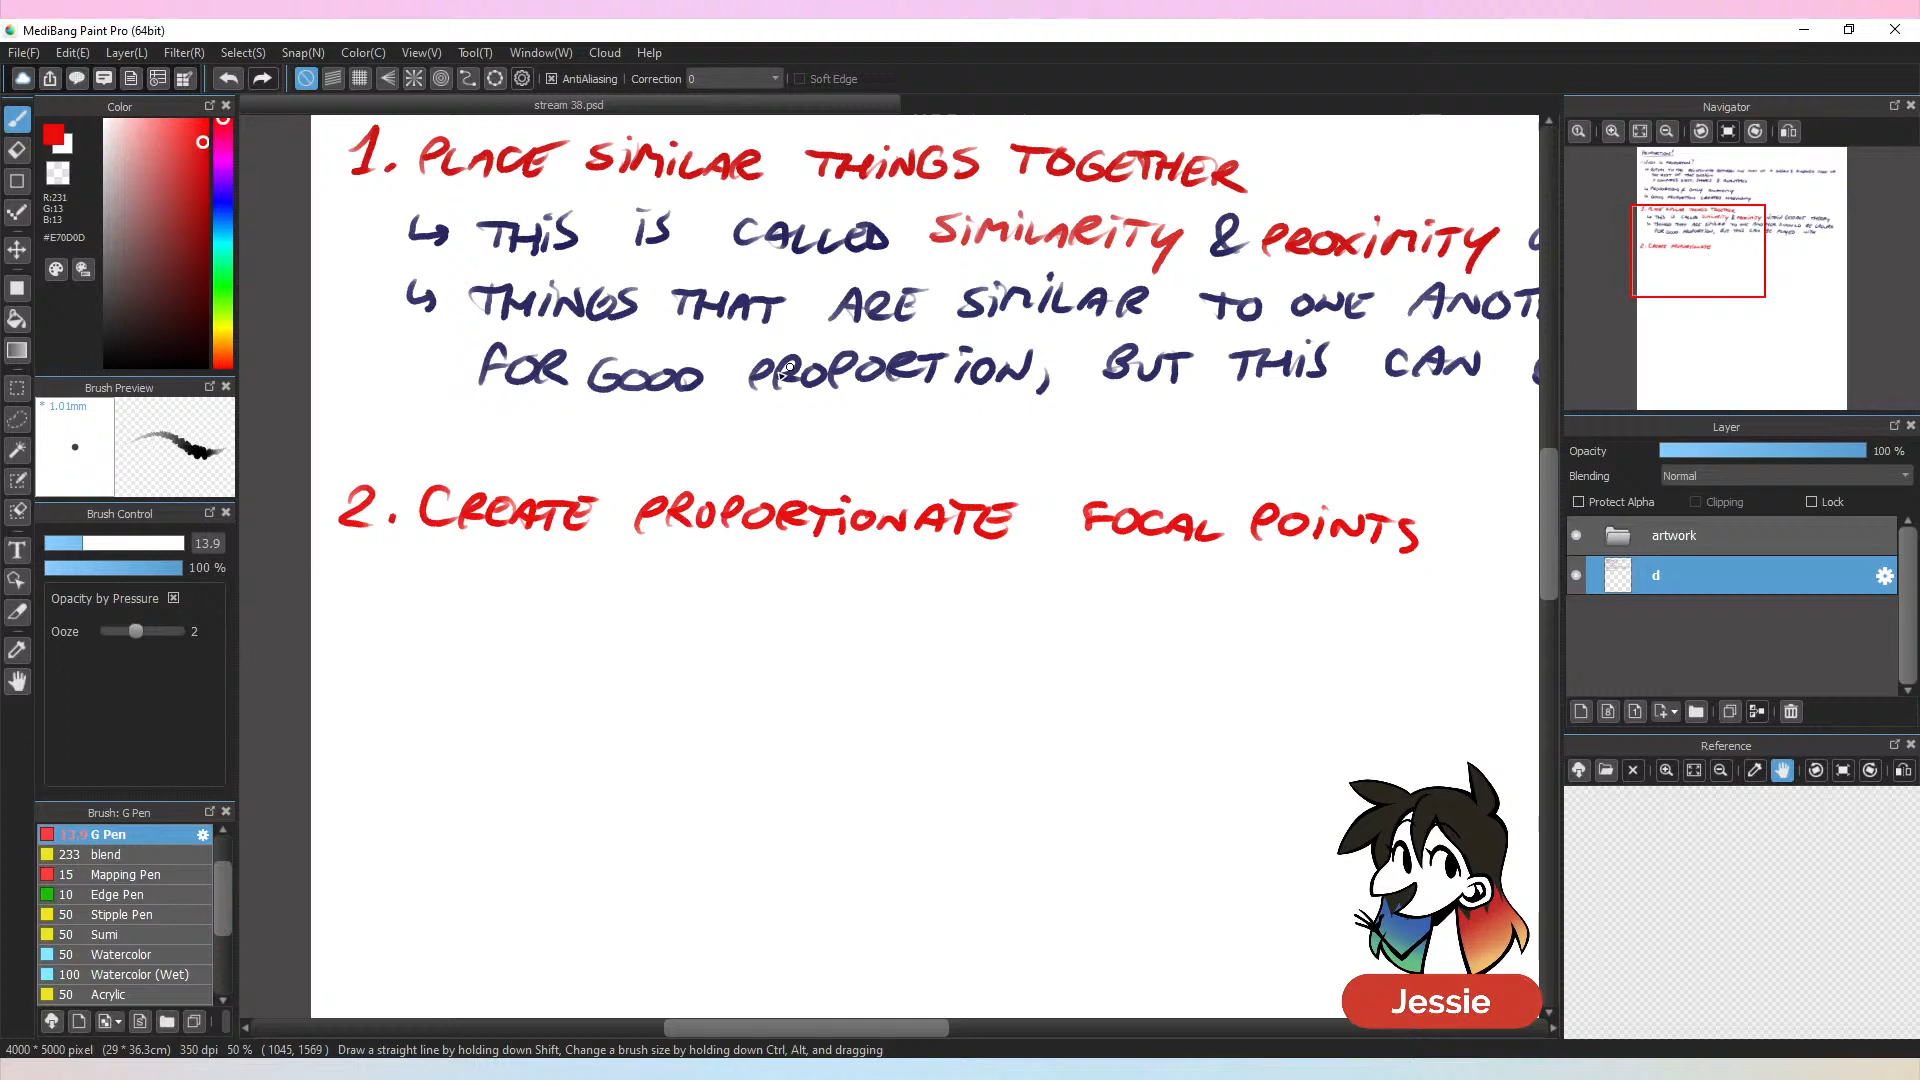 MediBang Paint Pro (64bit)
File(F) Edit(E) Layer(L) Filter(R) Select(S) Snap(N) Color(C) View(V) Tool(T) Window(W) Cloud Help
AntiAliasing Correction 0 Soft Edge
Color
stream 38.psd
Navigator
R:231
G:13
B:13
#E70D0D
1. PLACE SIMILAR THINGS TOGETHER
↳ THIS IS CALLED SIMILARITY & PROXIMITY
↳ THINGS THAT ARE SIMILAR TO ONE ANOT
FOR GOOD PROPORTION, BUT THIS CAN
2. CREATE PROPORTIONATE FOCAL POINTS
Brush Preview
* 1.01mm
Brush Control
13.9
100 %
Opacity by Pressure
Ooze 2
Brush: G Pen
13.9 G Pen
233 blend
15 Mapping Pen
10 Edge Pen
50 Stipple Pen
50 Sumi
50 Watercolor
100 Watercolor (Wet)
50 Acrylic
Layer
Opacity 100 %
Blending Normal
Protect Alpha Clipping Lock
artwork
d
Reference
Jessie
4000 * 5000 pixel (29 * 36.3cm) 350 dpi 50 % ( 1045, 1569 ) Draw a straight line by holding down Shift, Change a brush size by holding down Ctrl, Alt, and dragging